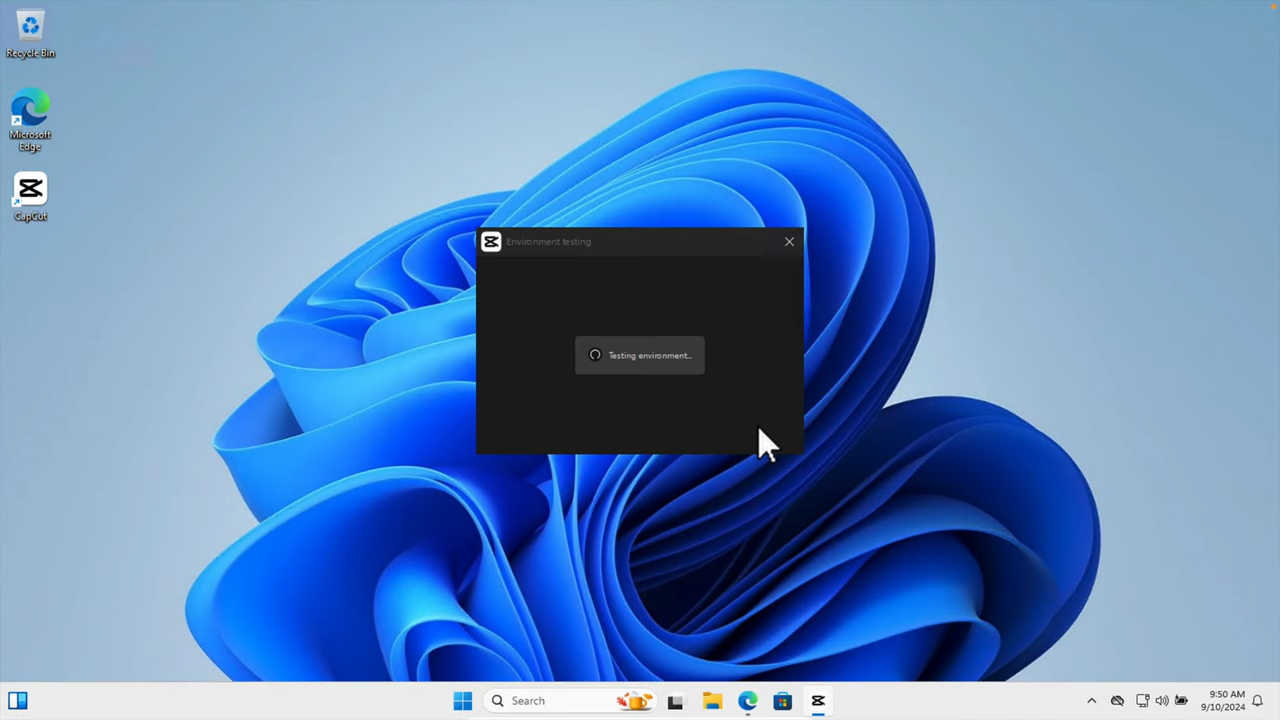 Recycle Bin
Microsoft
Edge
CapCut
Environment testing
Testing environment...
Search
9:50 AM
9/10/2024